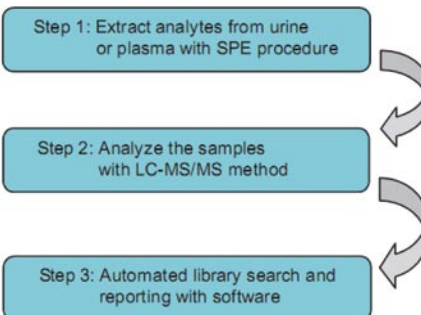 Step 1: Extract analytes from urine
or plasma with SPE procedure
Step 2: Analyze the samples
with LC-MS/MS method
Step 3: Automated library search and
reporting with software